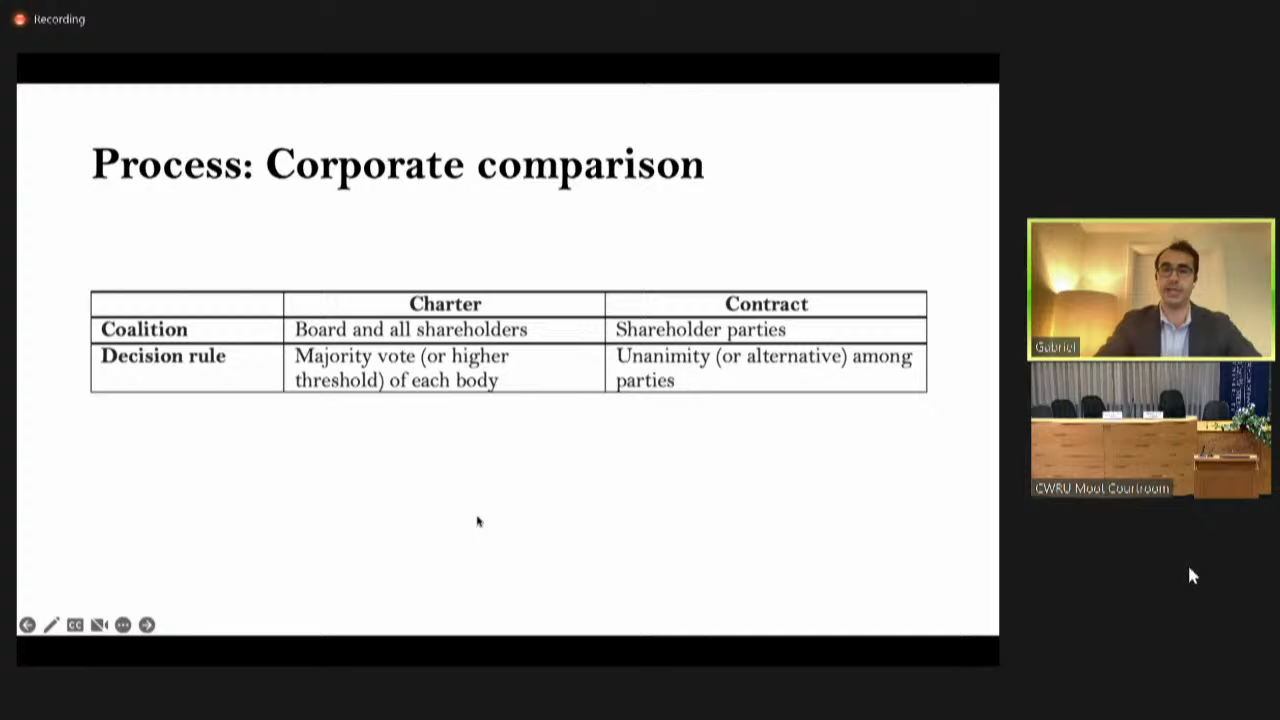 Recording
Process: Corporate comparison
Charter
Contract
Coalition
Board and all shareholders
Shareholder parties
Decision rule
Majority vote (or higher
threshold) of each body
Unanimity (or alternative) among
parties
CC
Gabriel
CWRU Moot Courtroom